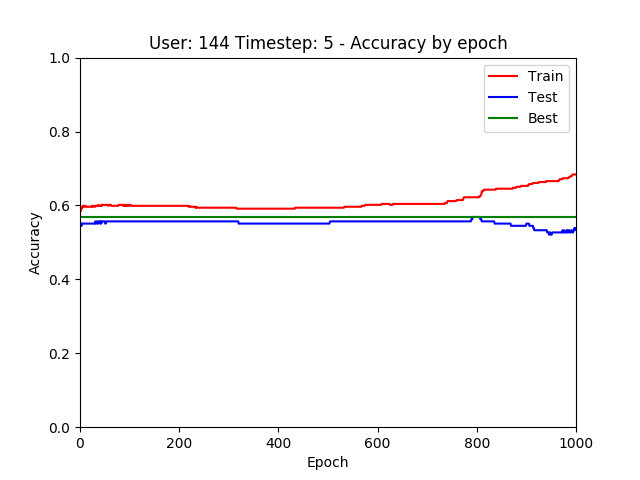 User: 144 Timestep: 5 - Accuracy by epoch
1.0
0.8
0.6
0.4
0.2
0.0
Accuracy
Train
Test
Best
0 200 400 600 800 1000
Epoch